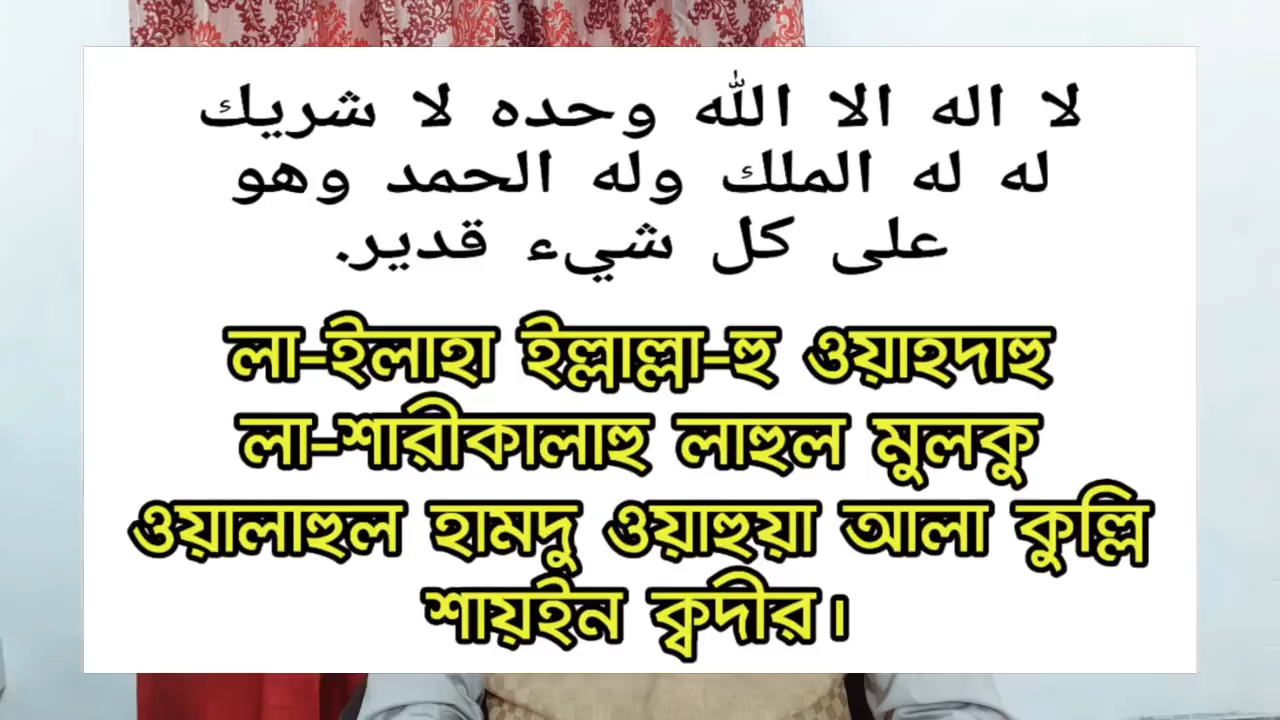 لا اله الا الله وحده لا شريك
له له الملك وله الحمد وهو
على كل شيء قدير.
লা-ইলাহা ইল্লাল্লা-হু ওয়াহদাহু
লা-শারীকালাহু লাহুল মুলকু
ওয়ালাহুল হামদু ওয়াহুয়া আলা কুল্লি
শায়ইন ক্বদীর।